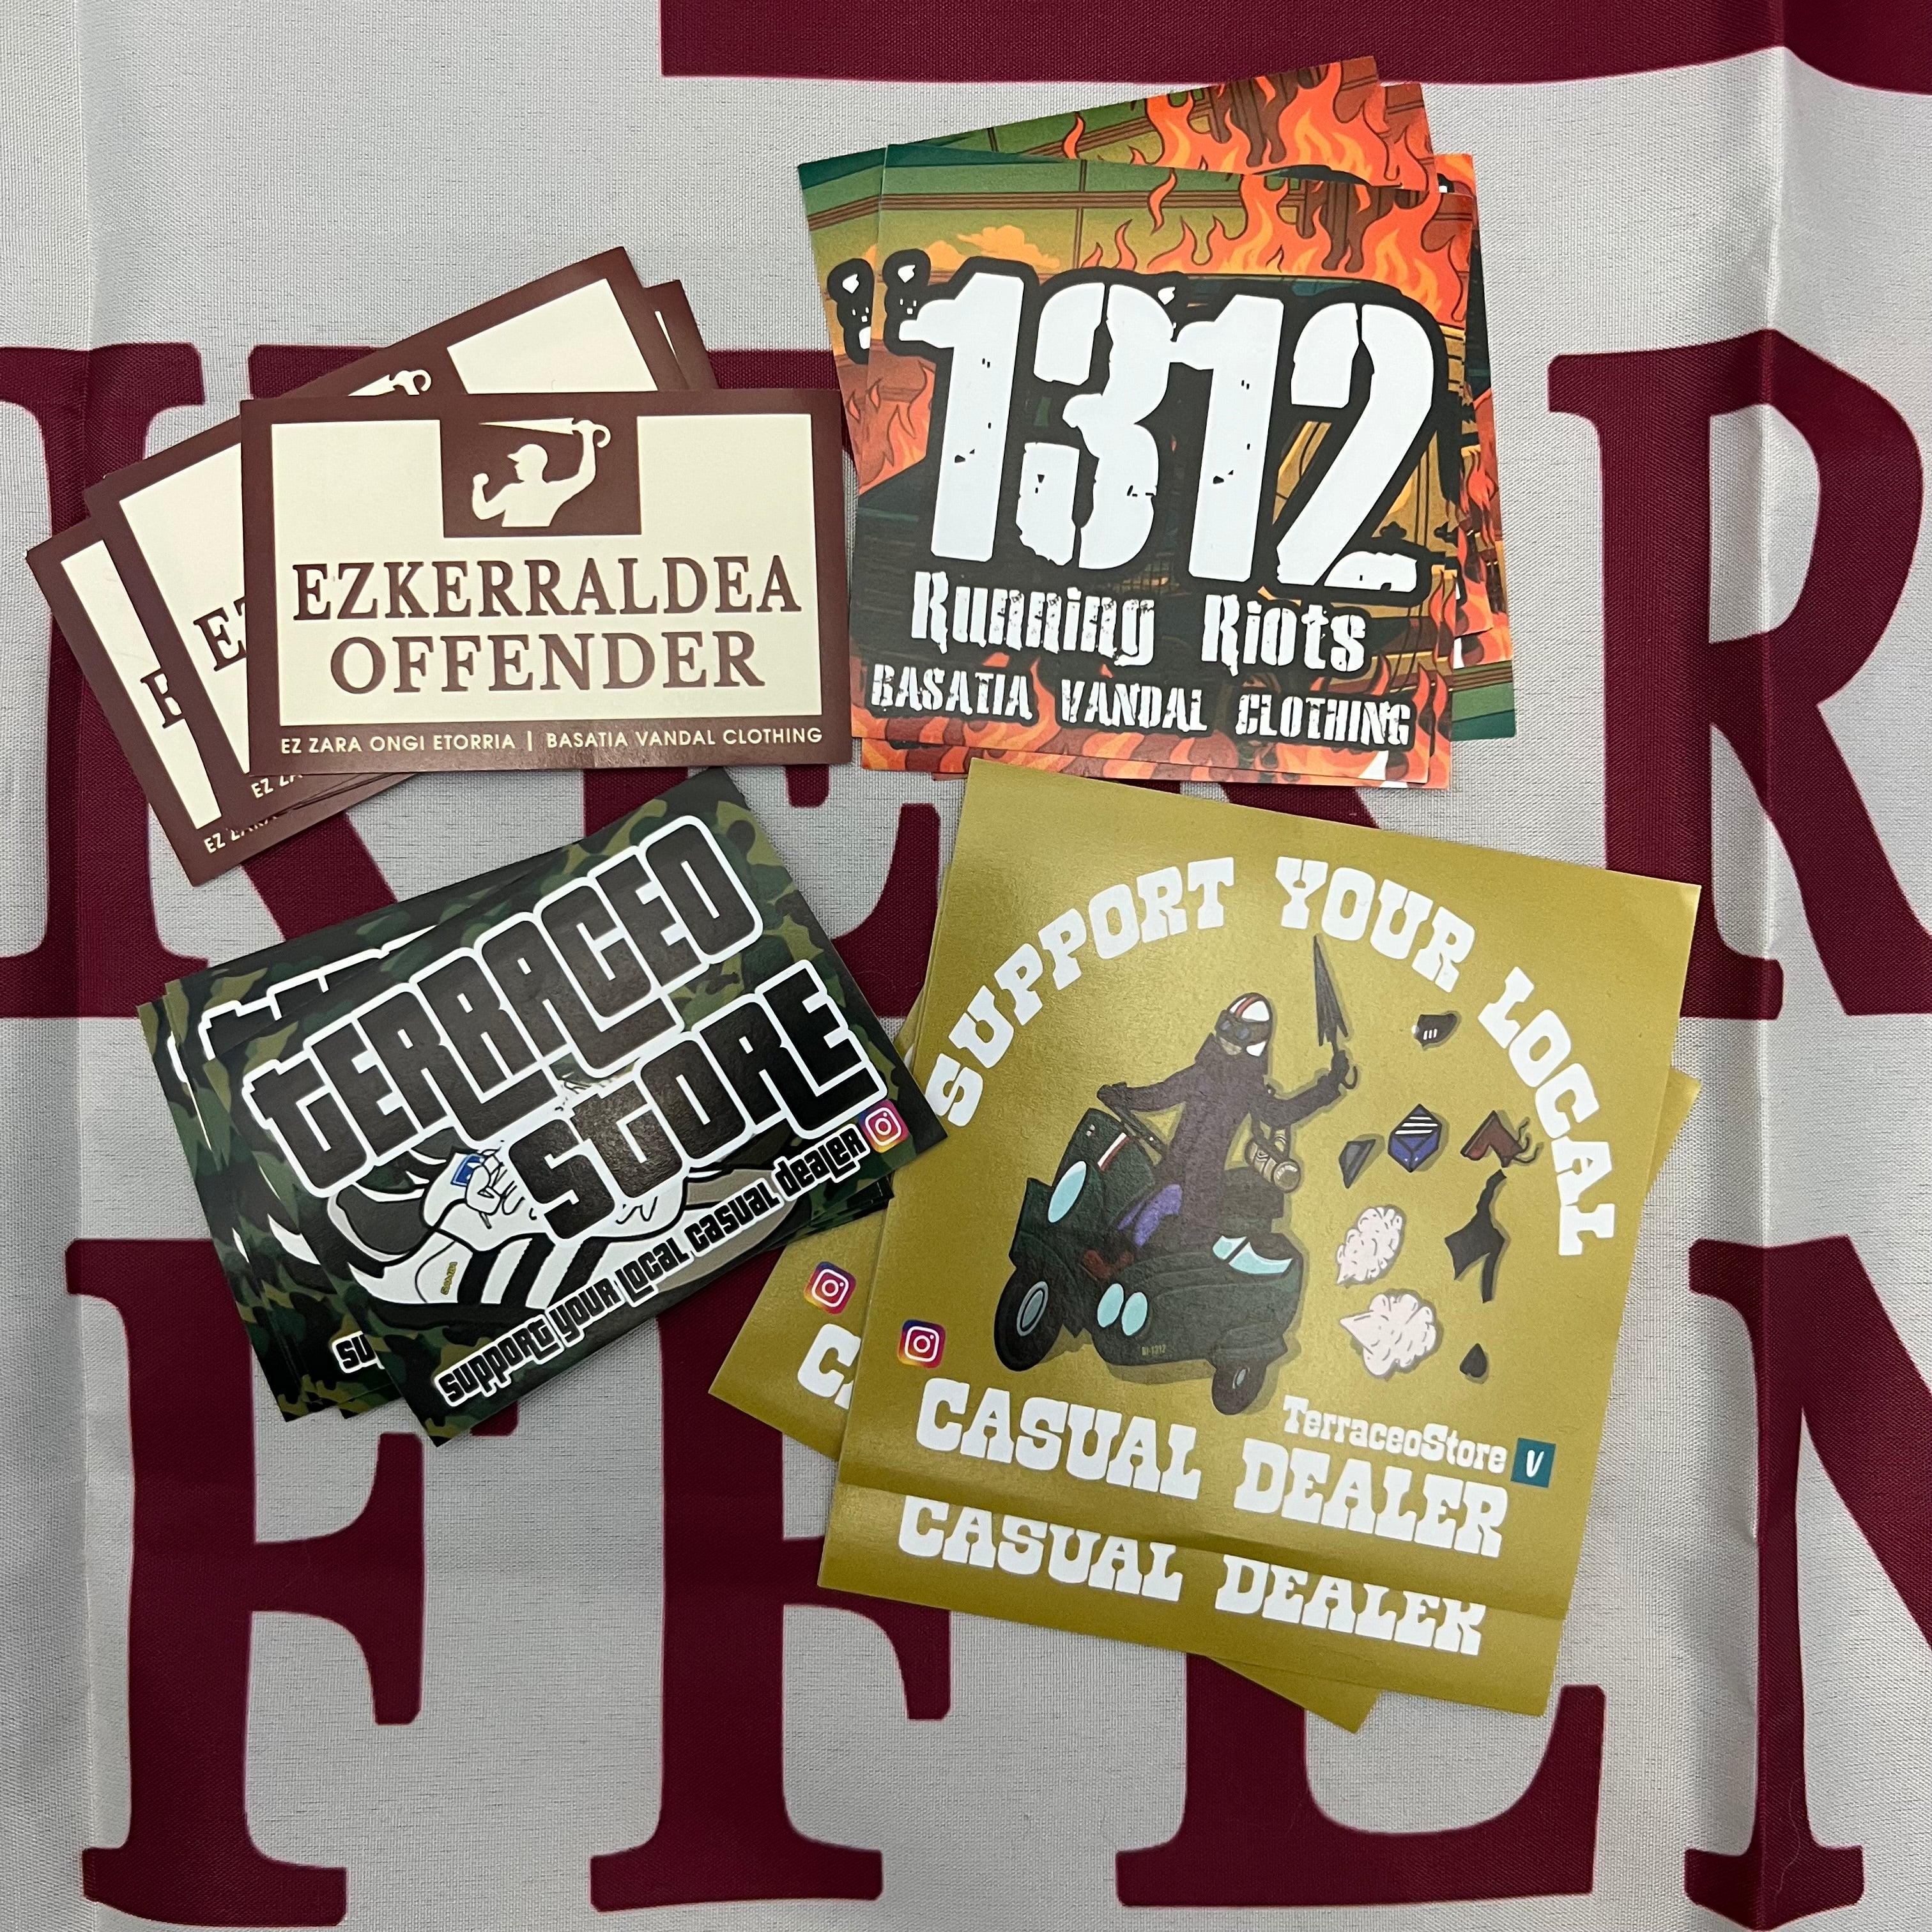 EZKERRALDEA
OFFENDER
EZ ZARA ONGI ETORRIA | BASATIA VANDAL CLOTHING
1312
Running Riots
BASATIA VANDAL CLOTHING
TERRACEO
STORE
SUPPORT YOUR LOCAL CASUAL DEALER
SUPPORT YOUR LOCAL
TerraceoStore V
CASUAL DEALER
CASUAL DEALER